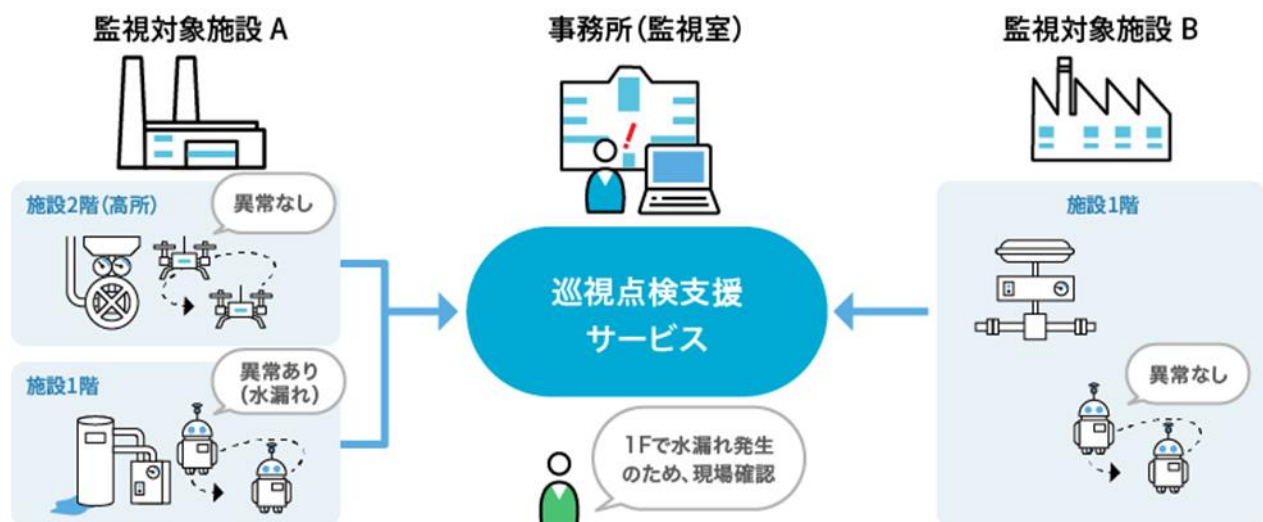 監視対象施設 A
事務所(監視室)
監視対象施設 B
施設2階(高所)
異常なし
施設1階
異常あり
(水漏れ)
巡視点検支援
サービス
1Fで水漏れ発生
のため、現場確認
施設1階
異常なし